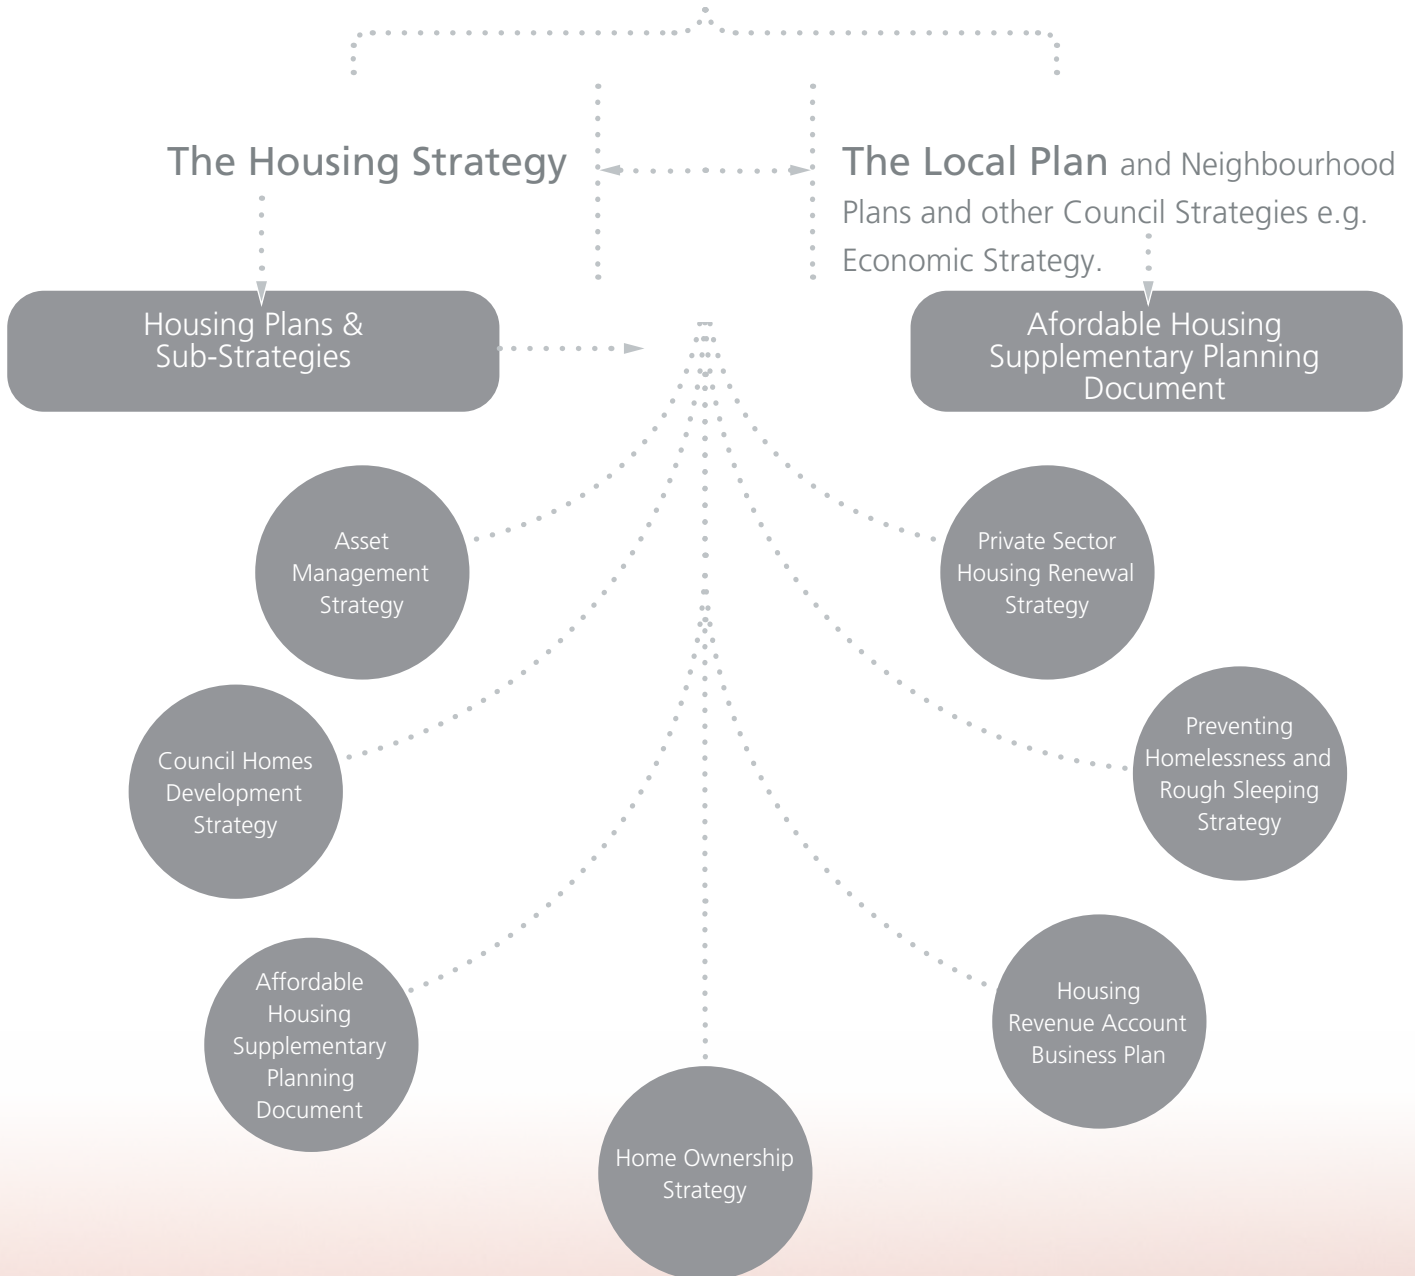 The Housing Strategy
The Local Plan and Neighbourhood
Plans and other Council Strategies e.g.
Economic Strategy.
Housing Plans &
Sub-Strategies
Afordable Housing
Supplementary Planning
Document
Asset
Management
Strategy
Private Sector
Housing Renewal
Strategy
Council Homes
Development
Strategy
Preventing
Homelessness and
Rough Sleeping
Strategy
Affordable
Housing
Supplementary
Planning
Document
Housing
Revenue Account
Business Plan
Home Ownership
Strategy